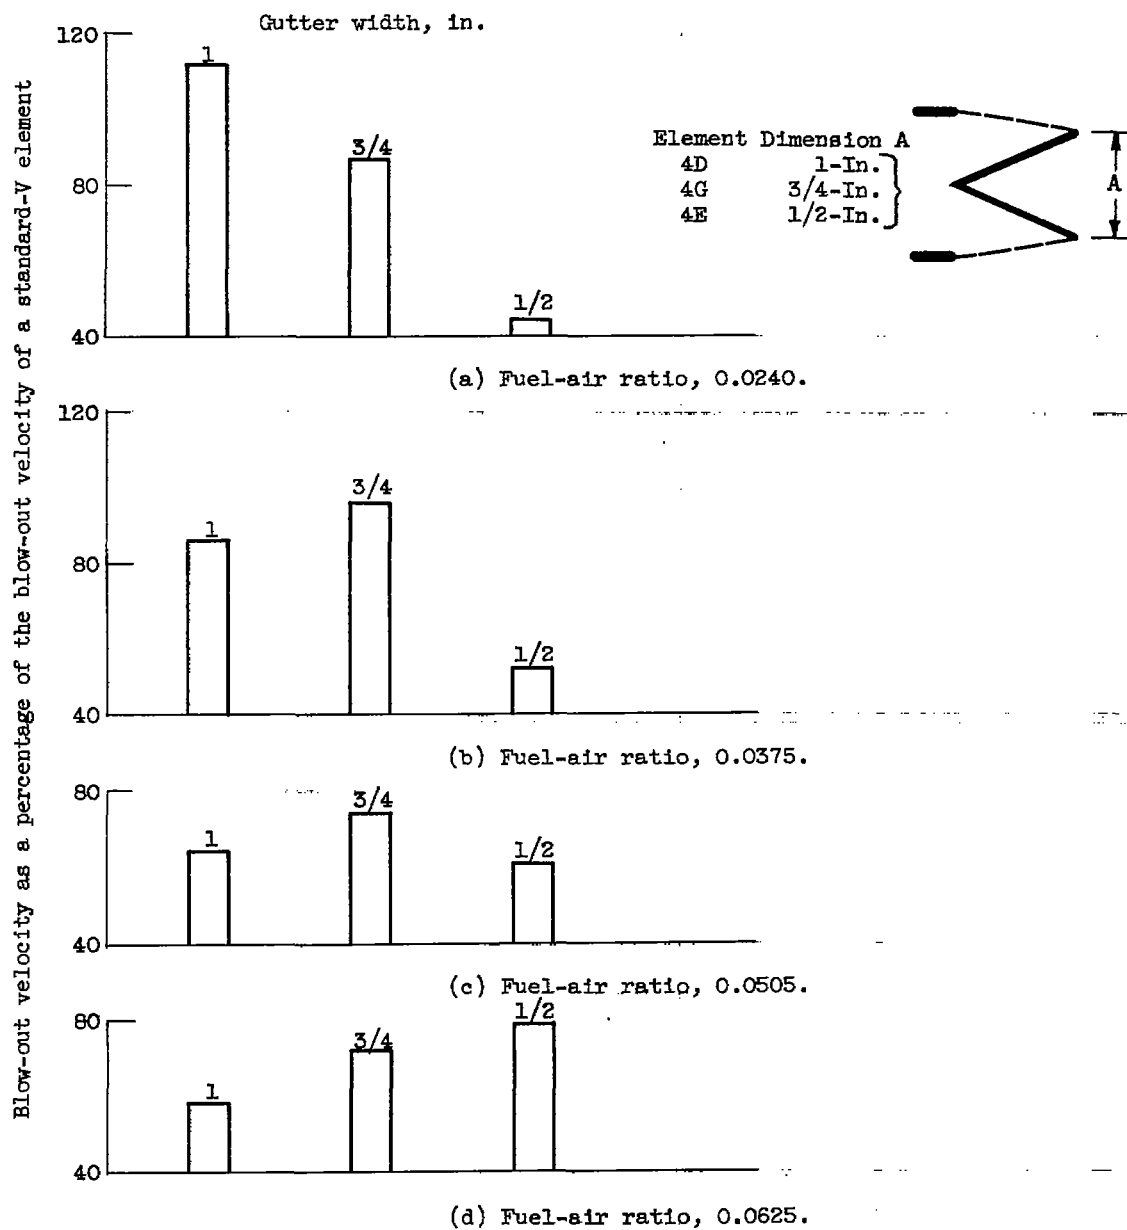 Blow-out velocity as a percentage of the blow-out velocity of a standard-V element
Gutter width, in.
120
80
40
1
3/4
1/2
Element Dimension A
4D 1-In.
4G 3/4-In.
4E 1/2-In.
A
(a) Fuel-air ratio, 0.0240.
120
80
40
1
3/4
1/2
(b) Fuel-air ratio, 0.0375.
80
40
1
3/4
1/2
(c) Fuel-air ratio, 0.0505.
80
40
1
3/4
1/2
(d) Fuel-air ratio, 0.0625.